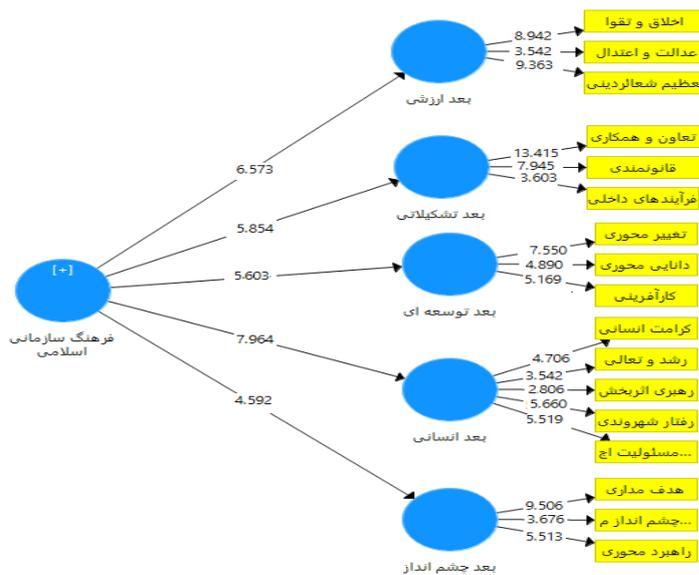 اخلاق و تقوا
8.942
عدالت و اعتدال
3.542
9.363
عظیم شعائردینی
بعد ارزشی
6.573
تعاون و همکاری
13.415
قانونمندی
7.945
3.603
فرآیندهای داخلی
بعد تشکیلاتی
5.854
تغییر محوری
7.550
دانایی محوری
4.890
5.169
کارآفرینی
بعد توسعه ای
5.603
[+]
فرهنگ سازمانی
اسلامی
7.964
کرامت انسانی
4.706
رشد و تعالی
3.542
رهبری اثربخش
2.806
رفتار شهروندی
5.660
5.519
مسئولیت اج...
بعد انسانی
4.592
هدف مداری
9.506
چشم انداز م...
3.676
5.513
راهبرد محوری
بعد چشم انداز